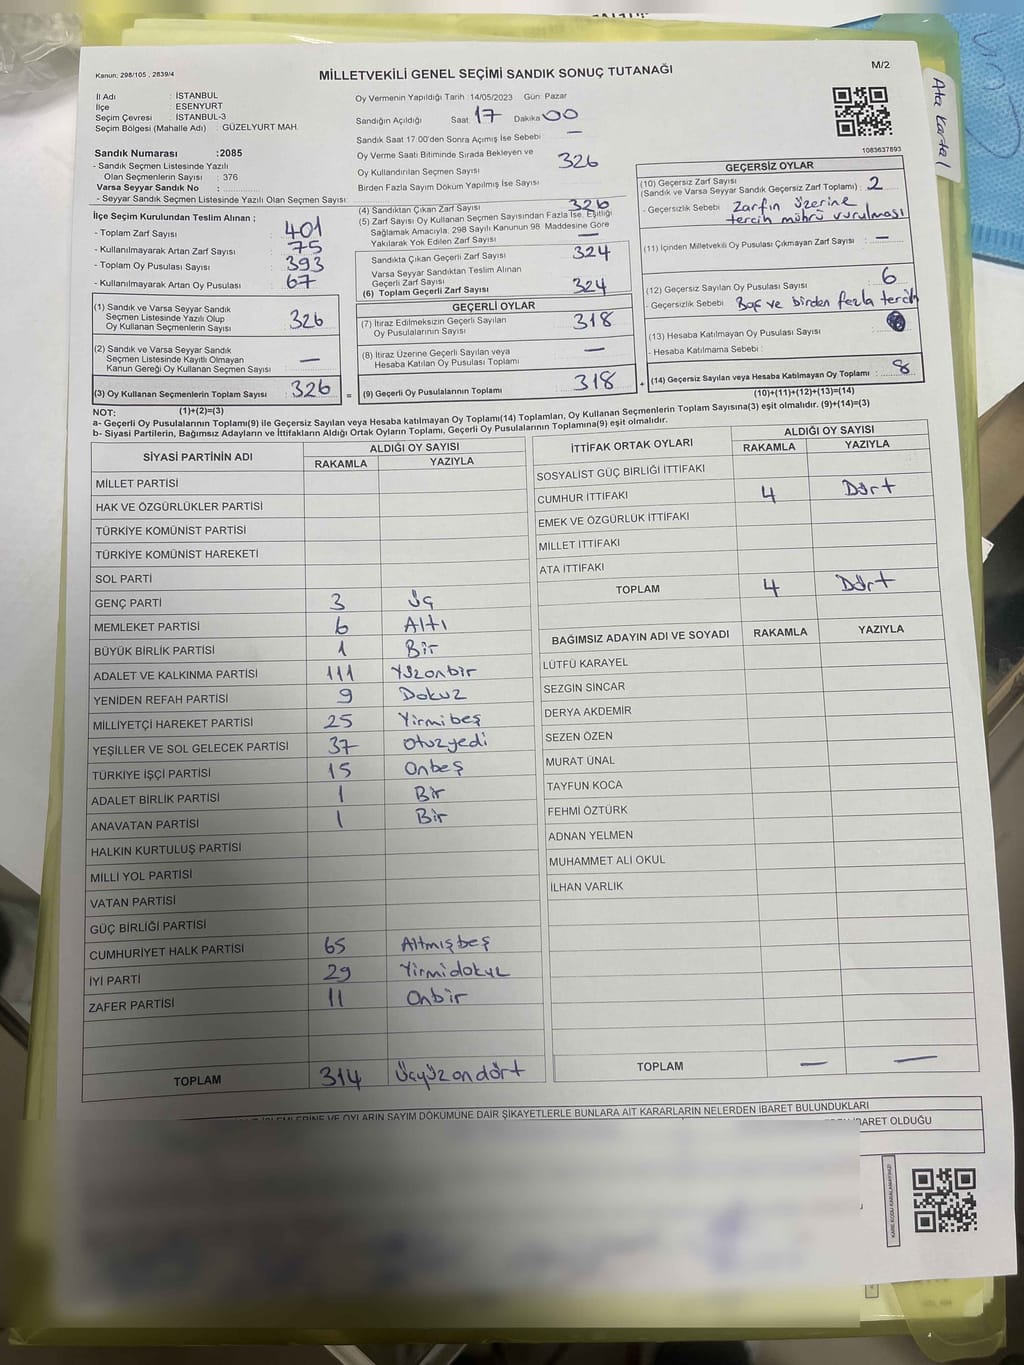 Kanun: 298/105 , 2839/4
MİLLETVEKİLİ GENEL SEÇİMİ SANDIK SONUÇ TUTANAĞI
M/2
Ata Kartal
İl Adı : İSTANBUL
İlçe : ESENYURT
Seçim Çevresi : İSTANBUL-3
Seçim Bölgesi (Mahalle Adı) : GÜZELYURT MAH.
Sandık Numarası :2085
- Sandık Seçmen Listesinde Yazılı
Olan Seçmenlerin Sayısı : 376
Varsa Seyyar Sandık No :
- Seyyar Sandık Seçmen Listesinde Yazılı Olan Seçmen Sayısı:
Oy Vermenin Yapıldığı Tarih :14/05/2023 Gün: Pazar
Sandığın Açıldığı Saat 17 Dakika 00
Sandık Saat 17:00'den Sonra Açımış İse Sebebi —
Oy Verme Saati Bitiminde Sırada Bekleyen ve
Oy Kullandırılan Seçmen Sayısı 326
Birden Fazla Sayım Döküm Yapılmış İse Sayısı
1083637893
İlçe Seçim Kurulundan Teslim Alınan ;
- Toplam Zarf Sayısı : 401
- Kullanılmayarak Artan Zarf Sayısı : 75
- Toplam Oy Pusulası Sayısı : 393
- Kullanılmayarak Artan Oy Pusulası : 67
(1) Sandık ve Varsa Seyyar Sandık
Seçmen Listesinde Yazılı Olup
Oy Kullanan Seçmenlerin Sayısı : 326
(2) Sandık ve Varsa Seyyar Sandık
Seçmen Listesinde Kayıtlı Olmayan
Kanun Gereği Oy Kullanan Seçmen Sayısı : —
(3) Oy Kullanan Seçmenlerin Toplam Sayısı : 326
(1)+(2)=(3)
(4) Sandıktan Çıkan Zarf Sayısı 326
(5) Zarf Sayısı Oy Kullanan Seçmen Sayısından Fazla İse, Eşitliği
Sağlamak Amacıyla, 298 Sayılı Kanunun 98. Maddesine Göre
Yakılarak Yok Edilen Zarf Sayısı —
Sandıkta Çıkan Geçerli Zarf Sayısı 324
Varsa Seyyar Sandıktan Teslim Alınan
Geçerli Zarf Sayısı
(6) Toplam Geçerli Zarf Sayısı 324
GEÇERLİ OYLAR
(7) İtiraz Edilmeksizin Geçerli Sayılan
Oy Pusulalarının Sayısı 318
(8) İtiraz Üzerine Geçerli Sayılan veya
Hesaba Katılan Oy Pusulası Toplamı —
= (9) Geçerli Oy Pusulalarının Toplamı 318
GEÇERSİZ OYLAR
(10) Geçersiz Zarf Sayısı
(Sandık ve Varsa Seyyar Sandık Geçersiz Zarf Toplamı) : 2
- Geçersizlik Sebebi Zarfın üzerine
tercih mührü vurulması
(11) İçinden Milletvekili Oy Pusulası Çıkmayan Zarf Sayısı : —
(12) Geçersiz Sayılan Oy Pusulası Sayısı : 6
- Geçersizlik Sebebi Boş ve birden fazla tercih
(13) Hesaba Katılmayan Oy Pusulası Sayısı
- Hesaba Katılmama Sebebi :
+ (14) Geçersiz Sayılan veya Hesaba Katılmayan Oy Toplamı : 8
(10)+(11)+(12)+(13)=(14)
NOT:
a- Geçerli Oy Pusulalarının Toplamı(9) ile Geçersiz Sayılan veya Hesaba katılmayan Oy Toplamı(14) Toplamları, Oy Kullanan Seçmenlerin Toplam Sayısına(3) eşit olmalıdır. (9)+(14)=(3)
b- Siyasi Partilerin, Bağımsız Adayların ve İttifakların Aldığı Ortak Oyların Toplamı, Geçerli Oy Pusulalarının Toplamına(9) eşit olmalıdır.
SİYASİ PARTİNİN ADI ALDIĞI OY SAYISI
RAKAMLA YAZIYLA
MİLLET PARTİSİ
HAK VE ÖZGÜRLÜKLER PARTİSİ
TÜRKİYE KOMÜNİST PARTİSİ
TÜRKİYE KOMÜNİST HAREKETİ
SOL PARTİ
GENÇ PARTİ 3 Üç
MEMLEKET PARTİSİ 6 Altı
BÜYÜK BİRLİK PARTİSİ 1 Bir
ADALET VE KALKINMA PARTİSİ 111 Yüzonbir
YENİDEN REFAH PARTİSİ 9 Dokuz
MİLLİYETÇİ HAREKET PARTİSİ 25 Yirmibeş
YEŞİLLER VE SOL GELECEK PARTİSİ 37 Otuzyedi
TÜRKİYE İŞÇİ PARTİSİ 15 Onbeş
ADALET BİRLİK PARTİSİ 1 Bir
ANAVATAN PARTİSİ 1 Bir
HALKIN KURTULUŞ PARTİSİ
MİLLİ YOL PARTİSİ
VATAN PARTİSİ
GÜÇ BİRLİĞİ PARTİSİ
CUMHURİYET HALK PARTİSİ 65 Altmışbeş
İYİ PARTİ 29 Yirmidokuz
ZAFER PARTİSİ 11 Onbir
TOPLAM 314 Üçyüzondört
İTTİFAK ORTAK OYLARI ALDIĞI OY SAYISI
RAKAMLA YAZIYLA
SOSYALİST GÜÇ BİRLİĞİ İTTİFAKI
CUMHUR İTTİFAKI 4 Dört
EMEK VE ÖZGÜRLÜK İTTİFAKI
MİLLET İTTİFAKI
ATA İTTİFAKI
TOPLAM 4 Dört
BAĞIMSIZ ADAYIN ADI VE SOYADI RAKAMLA YAZIYLA
LÜTFÜ KARAYEL
SEZGİN SİNCAR
DERYA AKDEMİR
SEZEN ÖZEN
MURAT ÜNAL
TAYFUN KOCA
FEHMİ ÖZTÜRK
ADNAN YELMEN
MUHAMMET ALİ OKUL
İLHAN VARLIK
TOPLAM — —
VE OYLARIN SAYIM DÖKÜMÜNE DAİR ŞİKAYETLERLE BUNLARA AİT KARARLARIN NELERDEN İBARET BULUNDUKLARI
OLDUĞU
KARE KODU KARALAMAYINIZ!